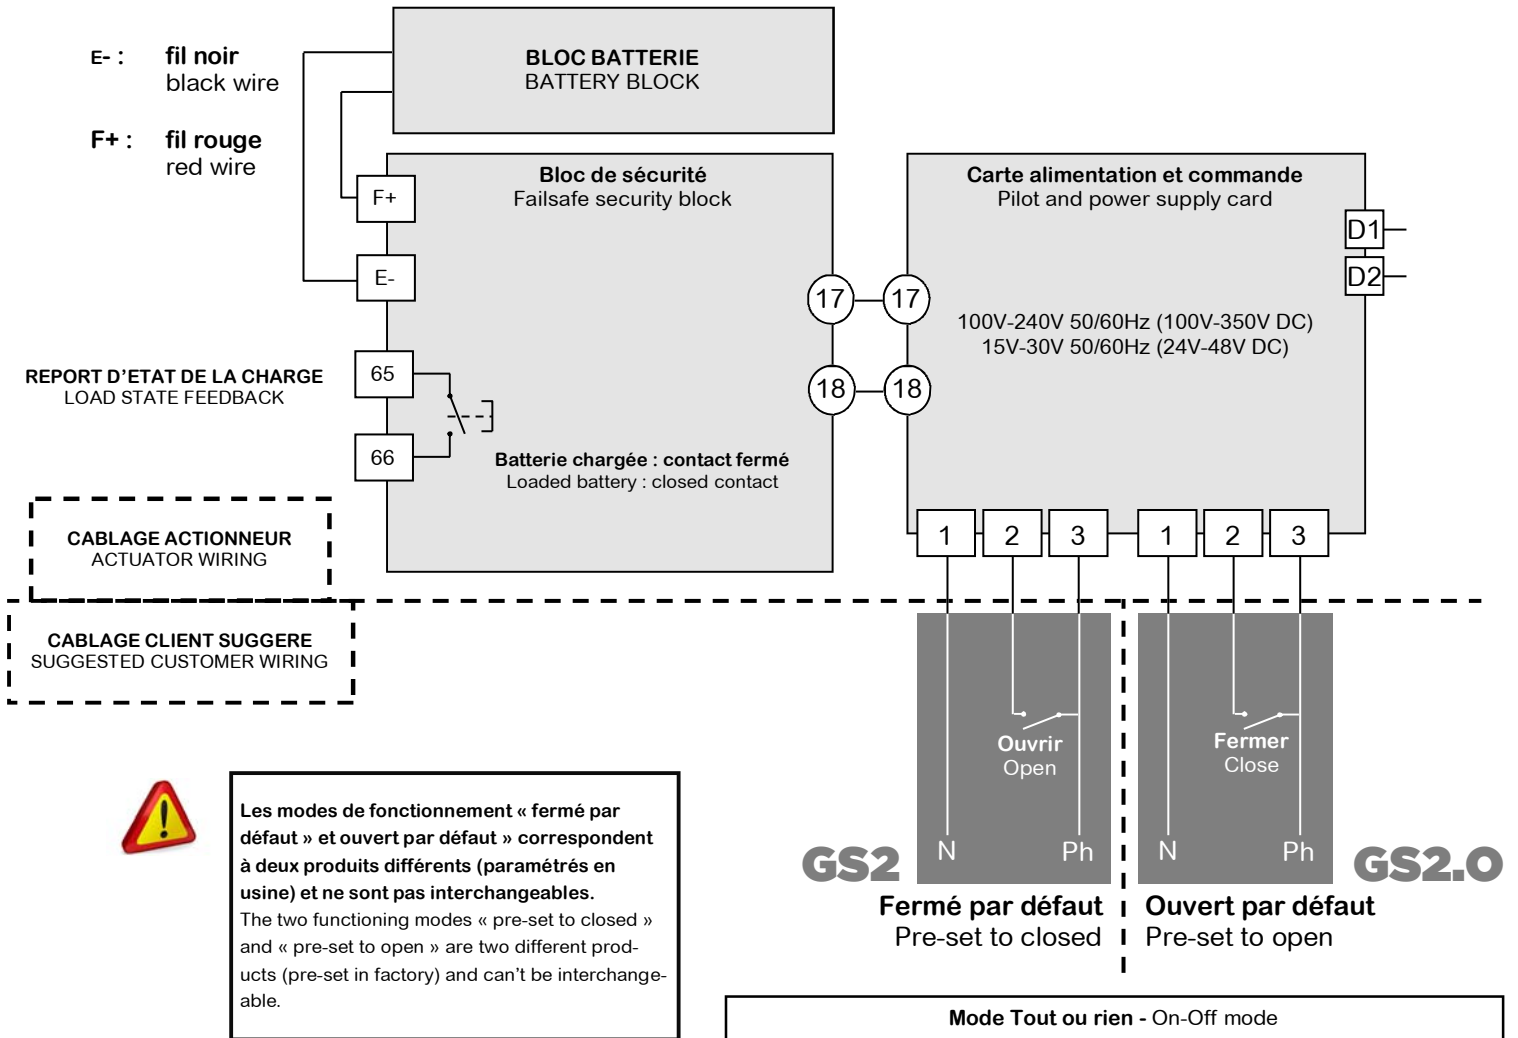 E- : fil noir
black wire
F+ : fil rouge
red wire
BLOC BATTERIE
BATTERY BLOCK
Bloc de sécurité
Failsafe security block
F+
E-
65
66
17
18
Batterie chargée : contact fermé
Loaded battery : closed contact
REPORT D’ETAT DE LA CHARGE
LOAD STATE FEEDBACK
Carte alimentation et commande
Pilot and power supply card
D1
D2
17
18
100V-240V 50/60Hz (100V-350V DC)
15V-30V 50/60Hz (24V-48V DC)
1 2 3 1 2 3
CABLAGE ACTIONNEUR
ACTUATOR WIRING
CABLAGE CLIENT SUGGERE
SUGGESTED CUSTOMER WIRING
Ouvrir
Open
Fermer
Close
GS2 N Ph N Ph GS2.O
Fermé par défaut
Pre-set to closed
Ouvert par défaut
Pre-set to open
Les modes de fonctionnement « fermé par
défaut » et ouvert par défaut » correspondent
à deux produits différents (paramétrés en
usine) et ne sont pas interchangeables.
The two functioning modes « pre-set to closed »
and « pre-set to open » are two different prod-
ucts (pre-set in factory) and can’t be interchange-
able.
Mode Tout ou rien - On-Off mode